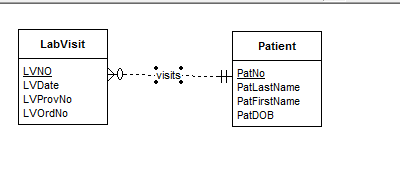 LabVisit
LVNO
LVDate
LVProvNo
LVOrdNo
visits
Patient
PatNo
PatLastName
PatFirstName
PatDOB